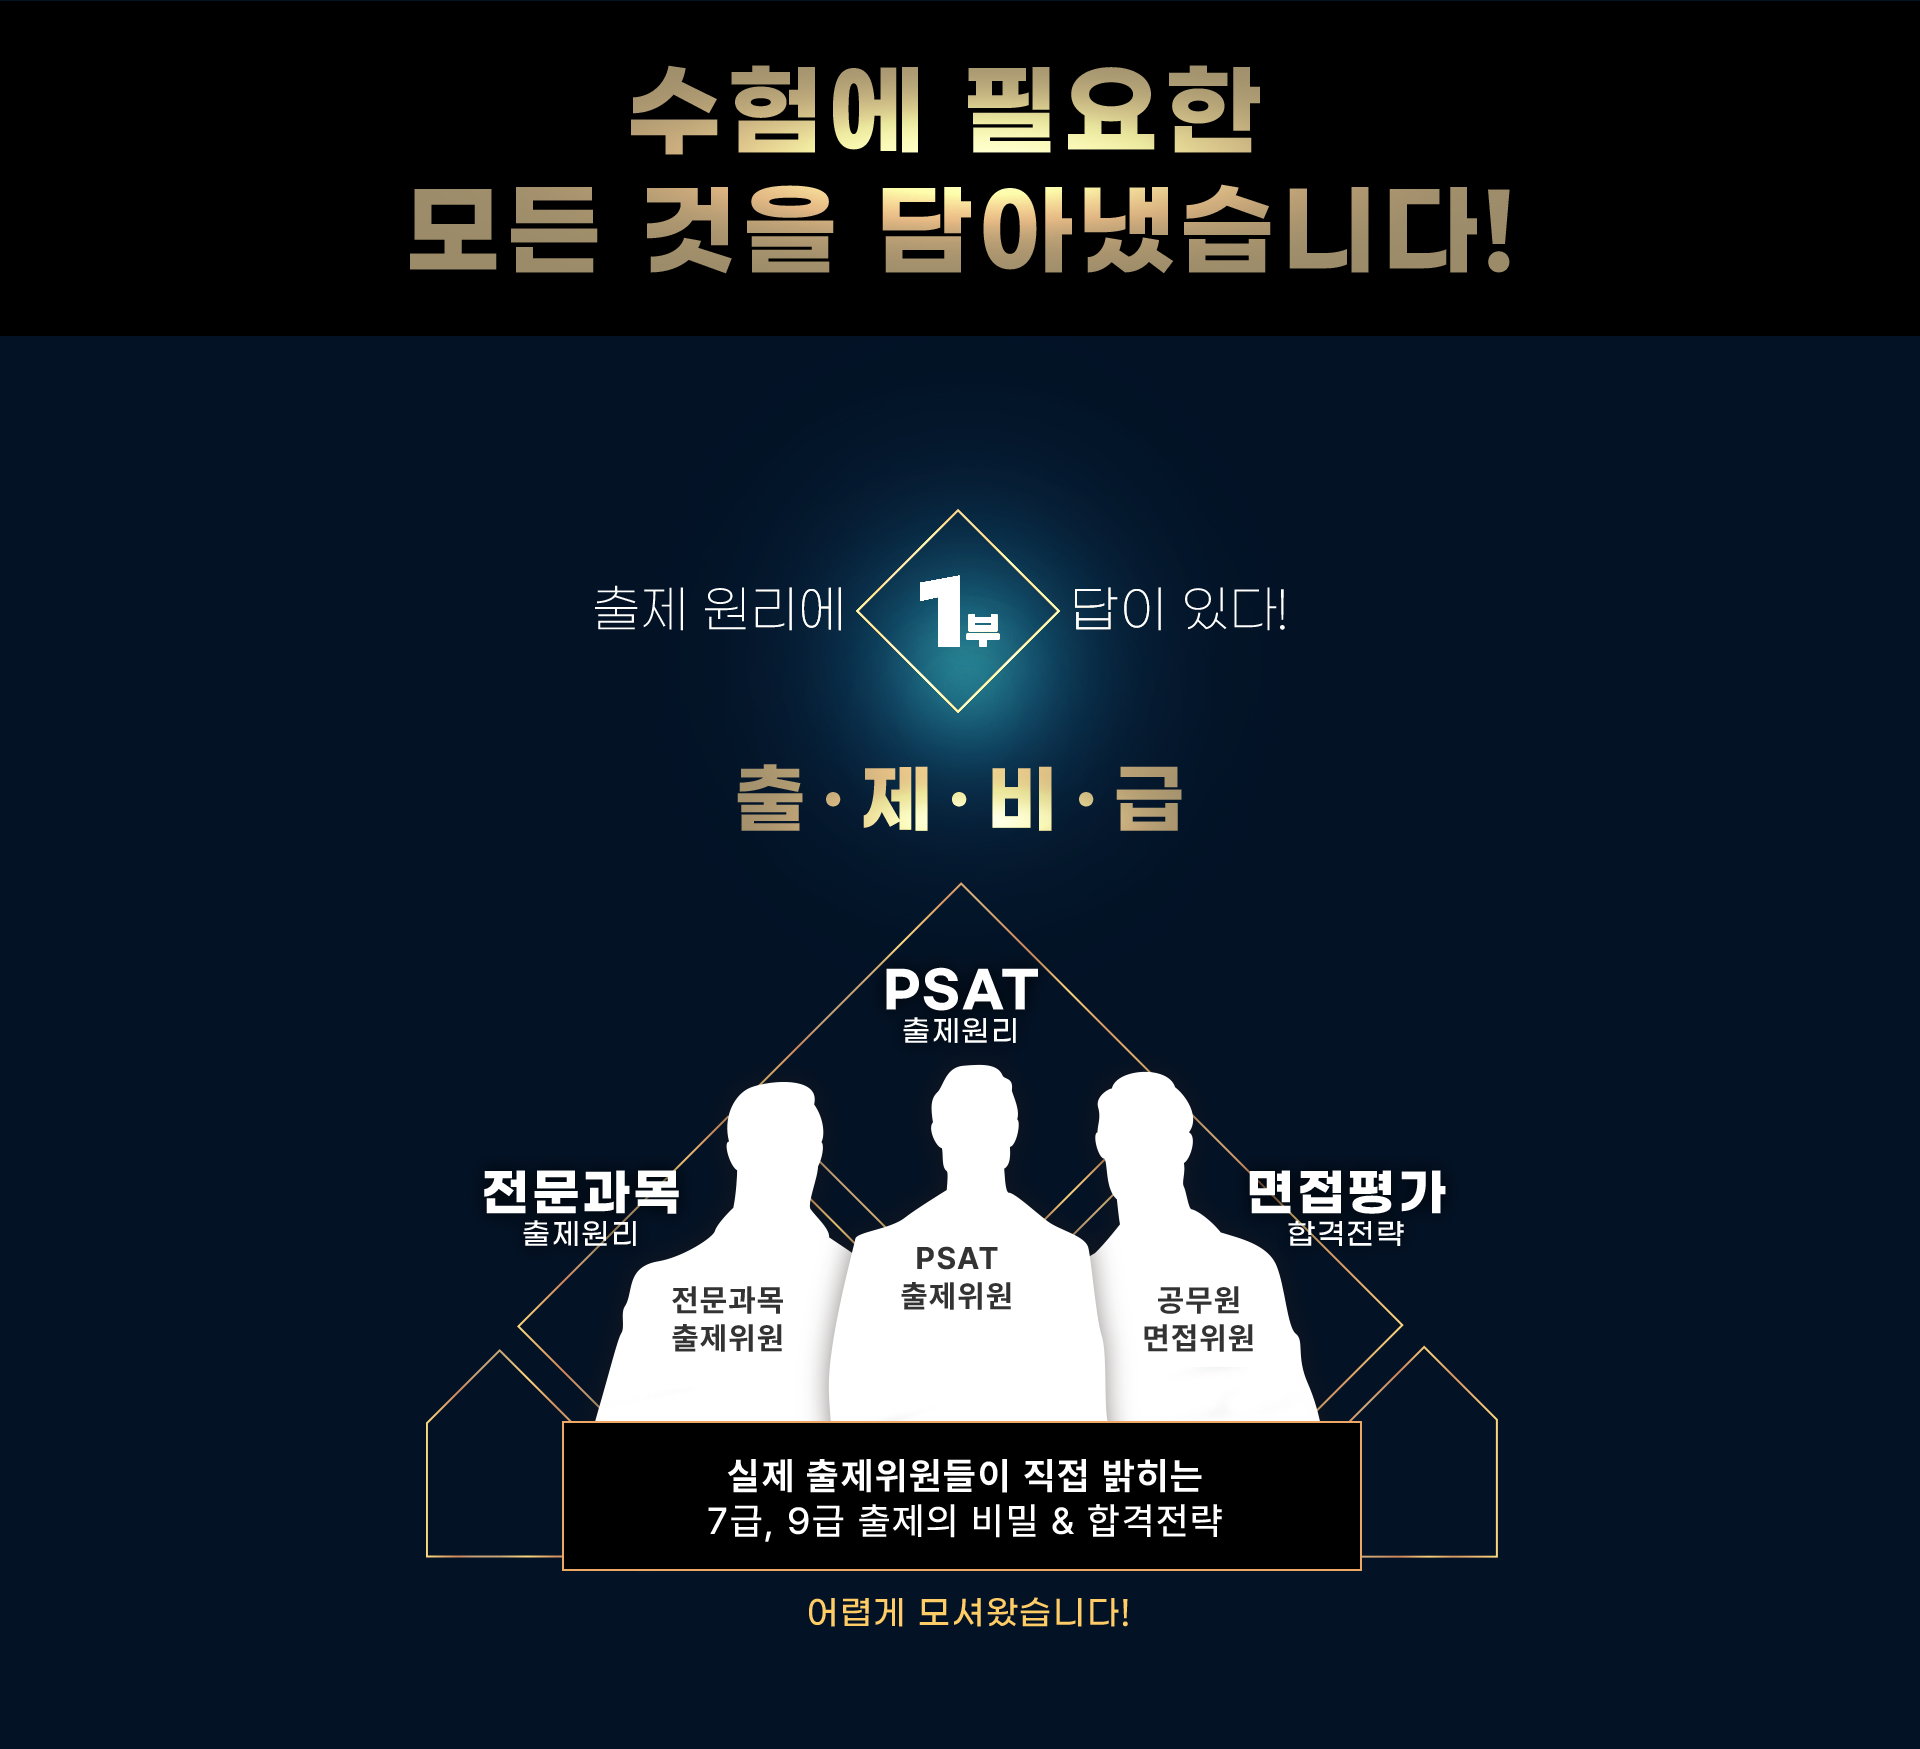 수험에 필요한
모든 것을 담아냈습니다!
출제 원리에 1부 답이 있다!
출·제·비·급
PSAT
출제원리
전문과목
출제원리
면접평가
합격전략
PSAT
출제위원
전문과목
출제위원
공무원
면접위원
실제 출제위원들이 직접 밝히는
7급, 9급 출제의 비밀 & 합격전략
어렵게 모셔왔습니다!